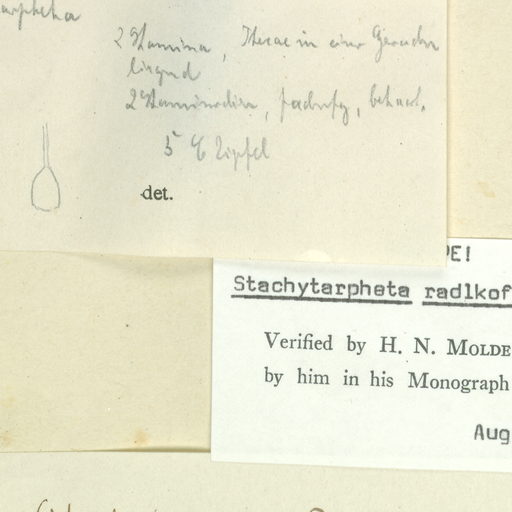 arpheta
2 Stamina, Thecae in einer Geraden
liegend
2 Staminodien, fadenfg, behaart.
5 C Zipfel
det.
PE!
Stachytarpheta radlkof
Verified by H. N. MOLDE
by him in his Monograph
Aug